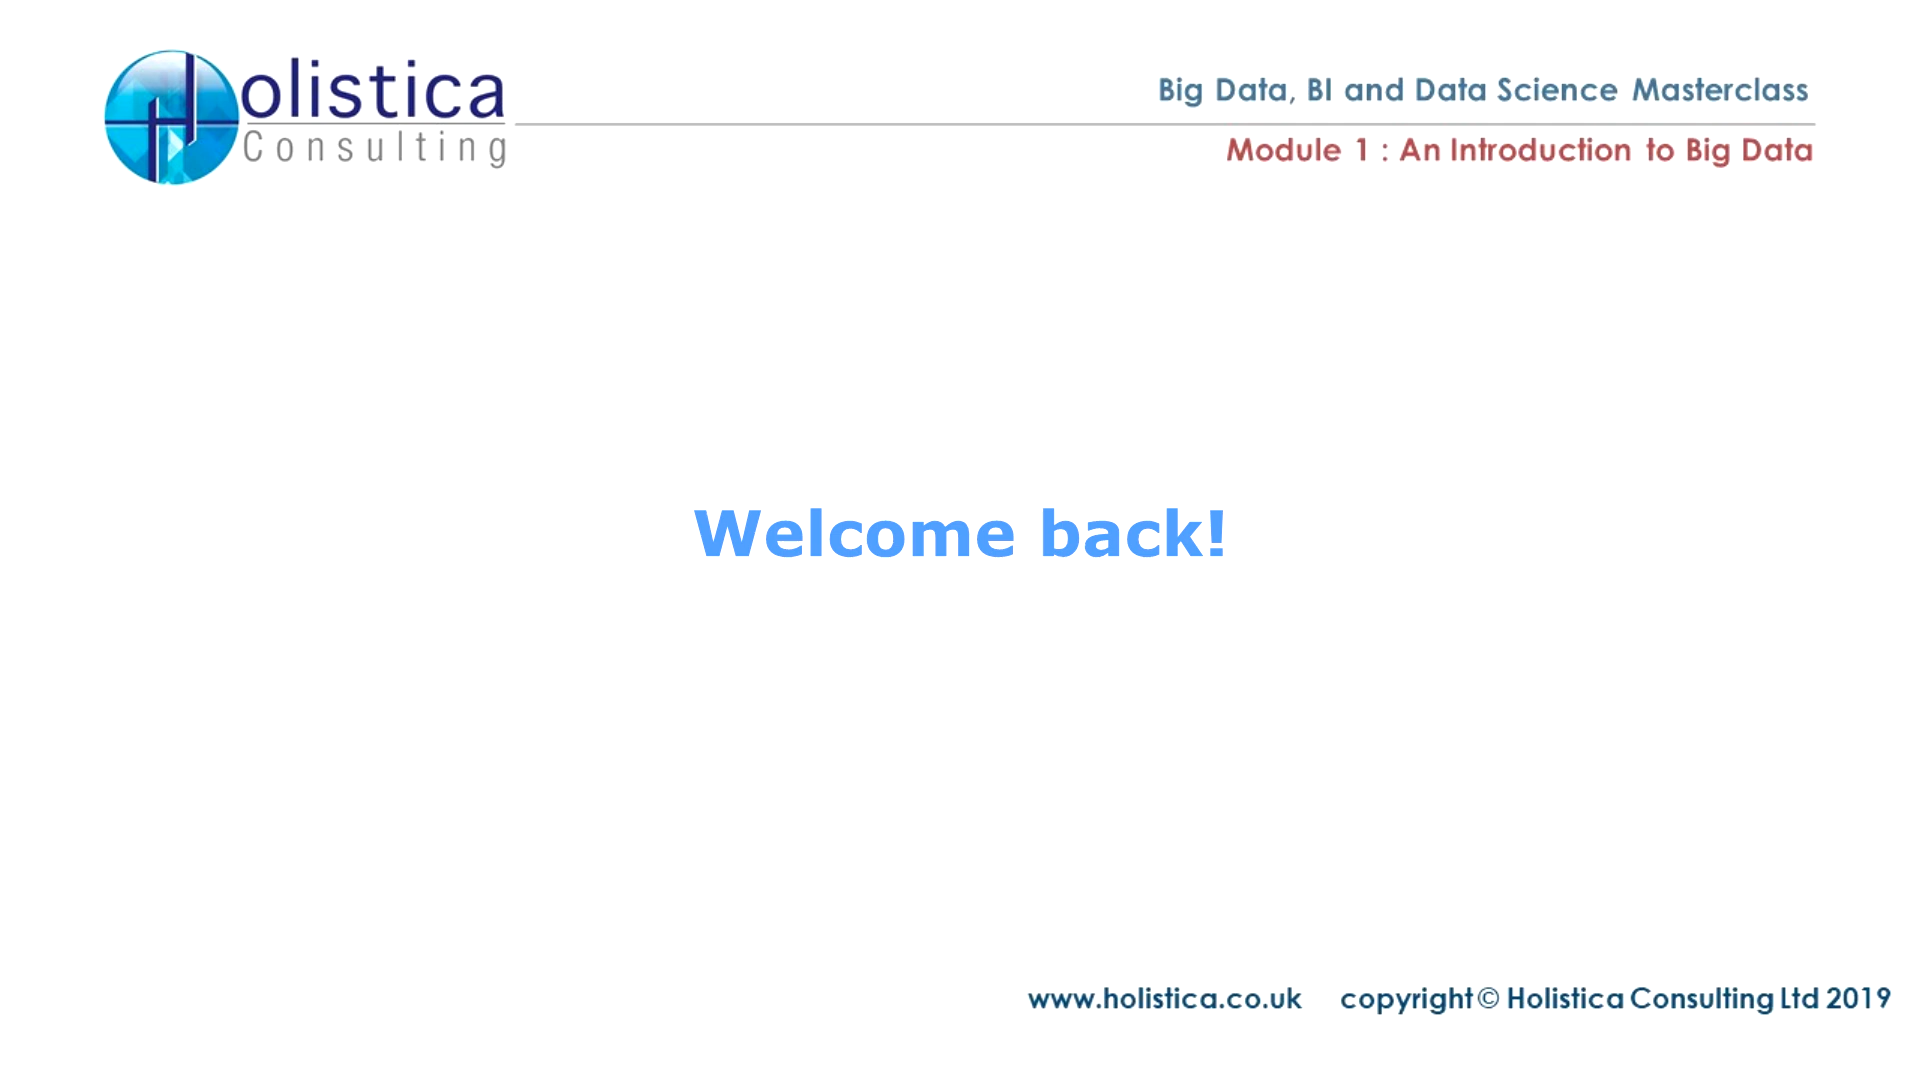 Holistica
Consulting
Big Data, BI and Data Science Masterclass
Module 1 : An Introduction to Big Data
Welcome back!
www.holistica.co.uk copyright © Holistica Consulting Ltd 2019